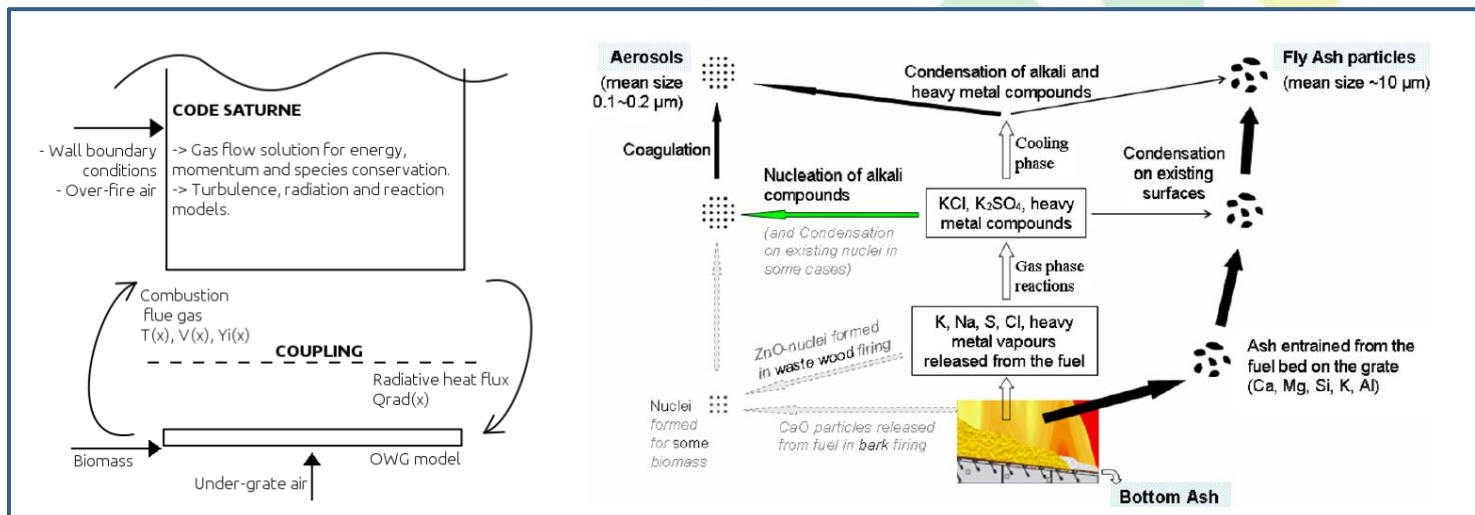 CODE SATURNE
- Wall boundary
conditions
- Over-fire air
-> Gas flow solution for energy,
momentum and species conservation.
-> Turbulence, radiation and reaction
models.
Combustion
flue gas
T(x), V(x), Yi(x)
COUPLING
Radiative heat flux
Qrad(x)
Biomass
OWG model
Under-grate air
Aerosols
(mean size
0.1~0.2 µm)
Condensation of alkali and
heavy metal compounds
Fly Ash particles
(mean size ~10 µm)
Coagulation
Cooling
phase
Condensation
on existing
surfaces
Nucleation of alkali
compounds
(and Condensation
on existing nuclei in
some cases)
KCl, K₂SO₄, heavy
metal compounds
Gas phase
reactions
ZnO-nuclei formed
in waste wood firing
K, Na, S, Cl, heavy
metal vapours
released from the fuel
Ash entrained from the
fuel bed on the grate
(Ca, Mg, Si, K, Al)
Nuclei
formed
for some
biomass
CaO particles released
from fuel in bark firing
Bottom Ash